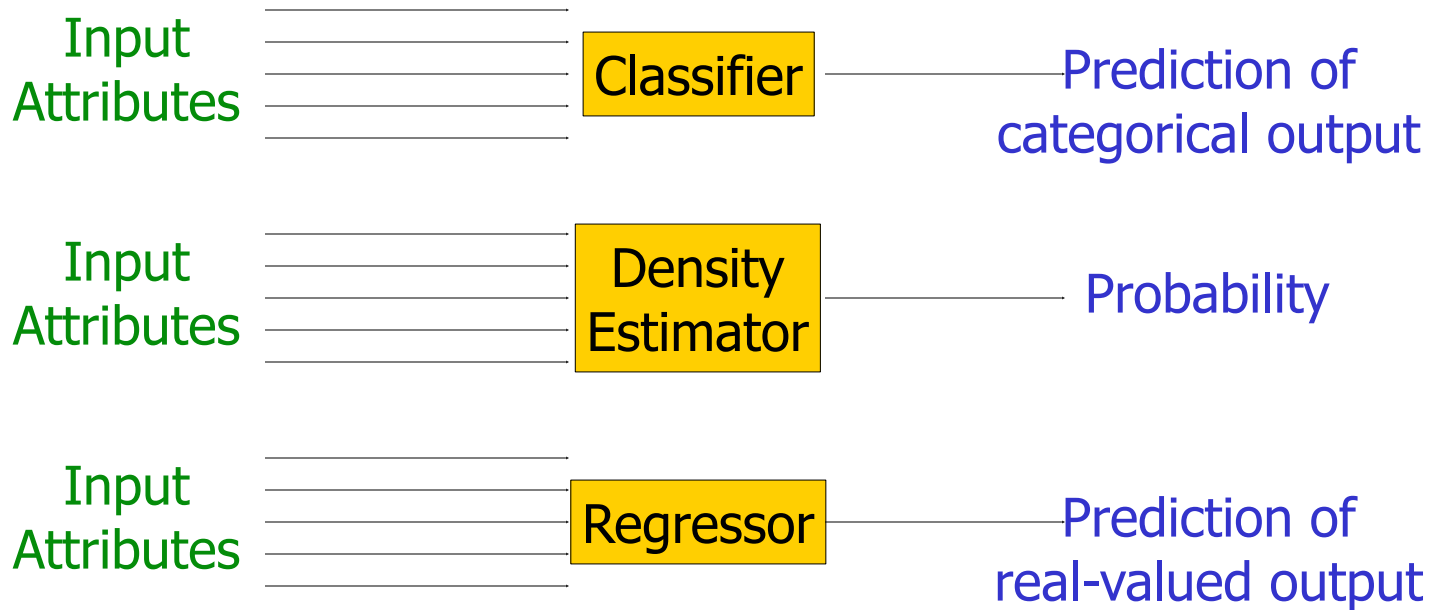 Input
Attributes
Classifier
Prediction of
categorical output
Input
Attributes
Density
Estimator
Probability
Input
Attributes
Regressor
Prediction of
real-valued output